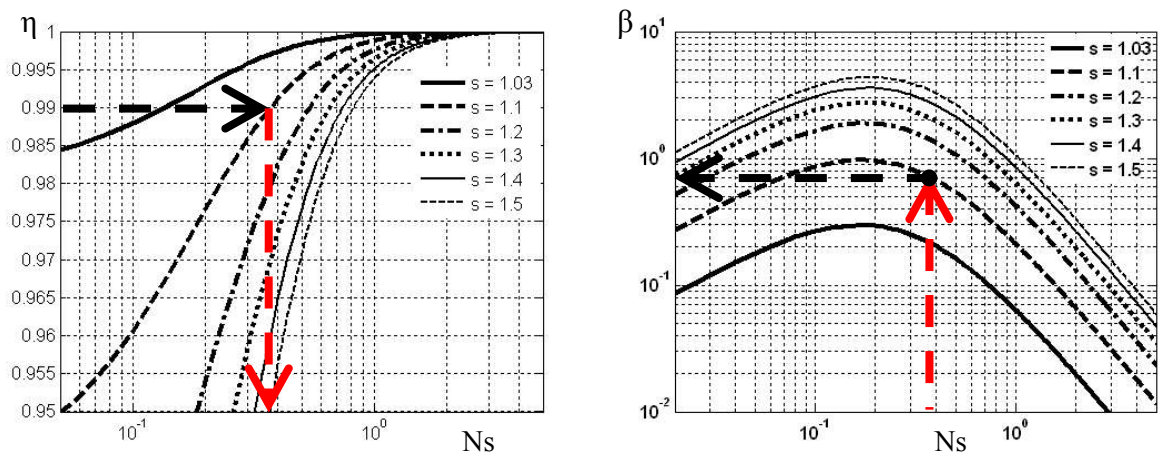 η
1
0.995
0.99
0.985
0.98
0.975
0.97
0.965
0.96
0.955
0.95
s = 1.03
s = 1.1
s = 1.2
s = 1.3
s = 1.4
s = 1.5
10⁻¹
10⁰
Ns
β
10¹
10⁰
10⁻¹
10⁻²
s = 1.03
s = 1.1
s = 1.2
s = 1.3
s = 1.4
s = 1.5
10⁻¹
Ns
10⁰